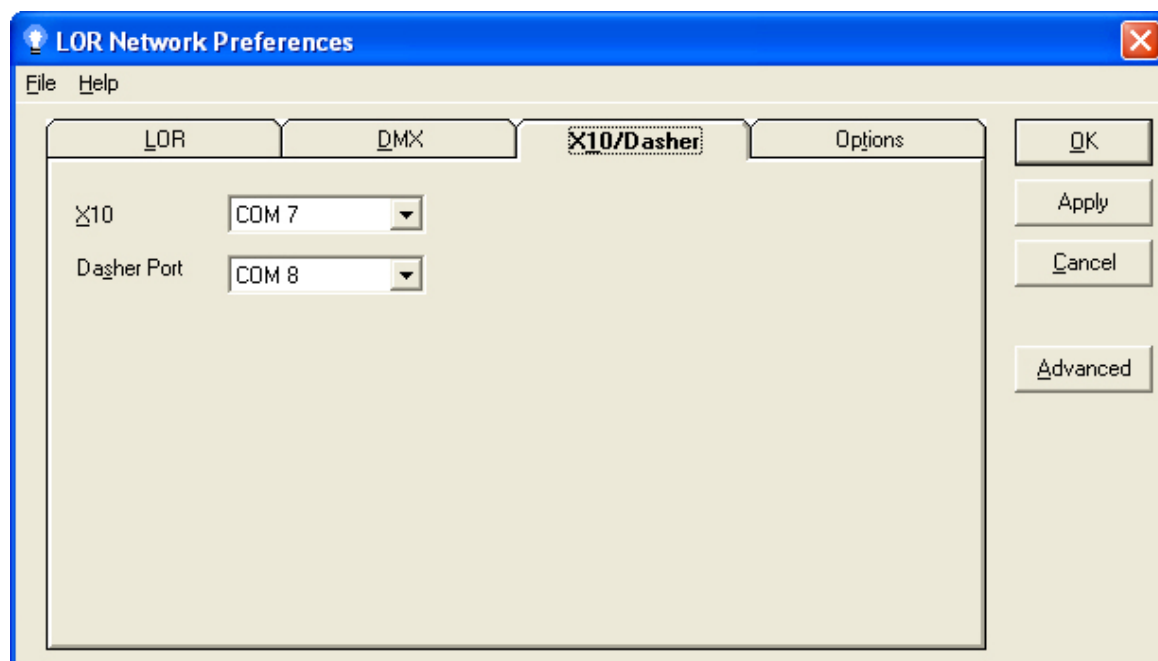 LOR Network Preferences
File Help
LOR DMX X10/Dasher Options
OK
X10 COM 7
Apply
Dasher Port COM 8
Cancel
Advanced